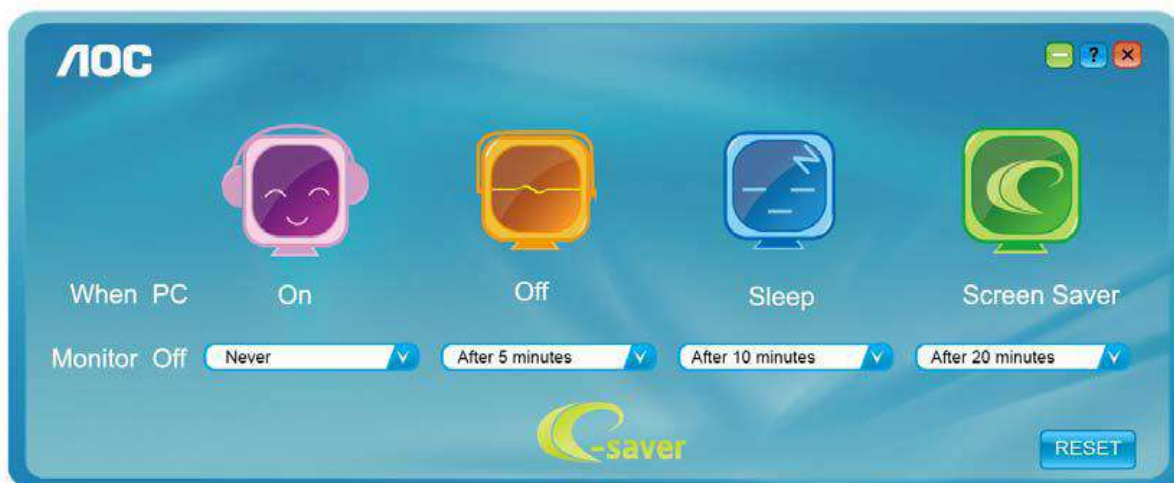 AOC
?
When PC On Off Sleep Screen Saver
Monitor Off Never After 5 minutes After 10 minutes After 20 minutes
e-saver
RESET